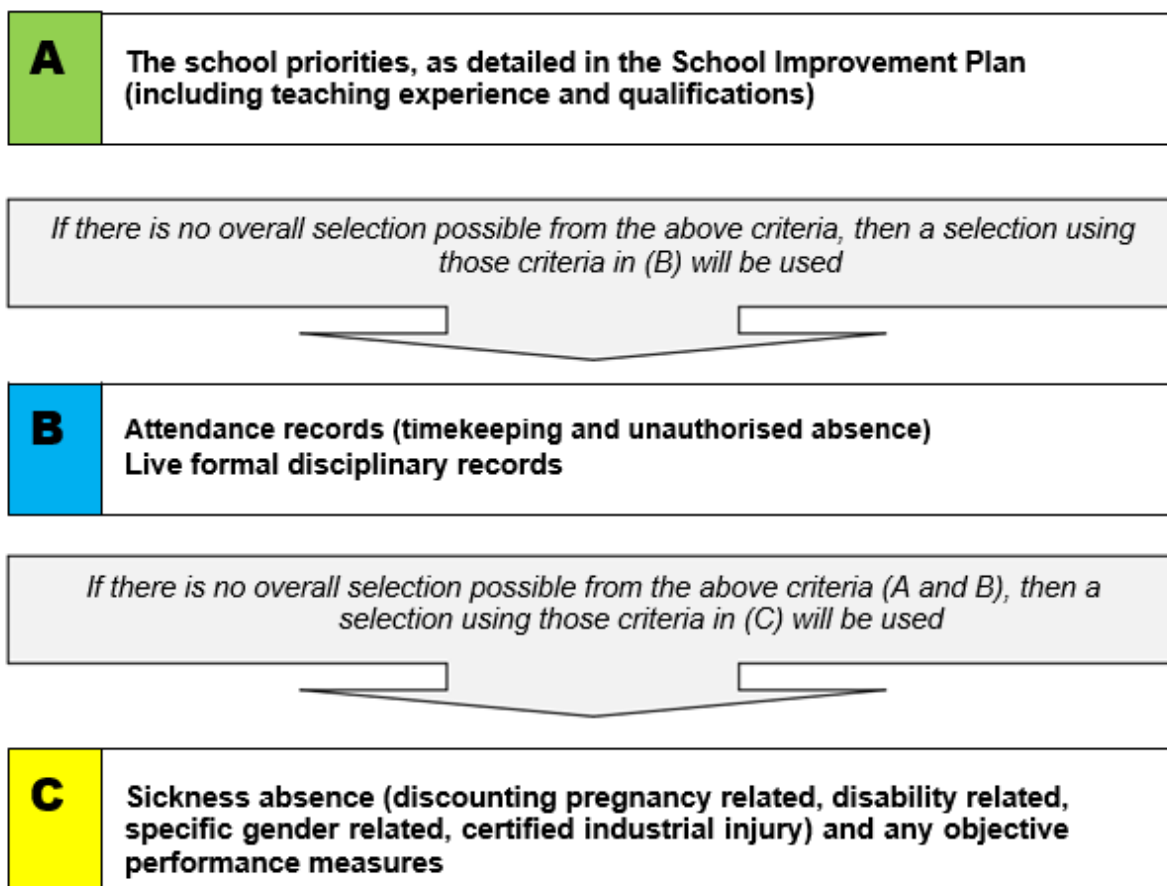 A
The school priorities, as detailed in the School Improvement Plan
(including teaching experience and qualifications)
If there is no overall selection possible from the above criteria, then a selection using
those criteria in (B) will be used
B
Attendance records (timekeeping and unauthorised absence)
Live formal disciplinary records
If there is no overall selection possible from the above criteria (A and B), then a
selection using those criteria in (C) will be used
C
Sickness absence (discounting pregnancy related, disability related,
specific gender related, certified industrial injury) and any objective
performance measures